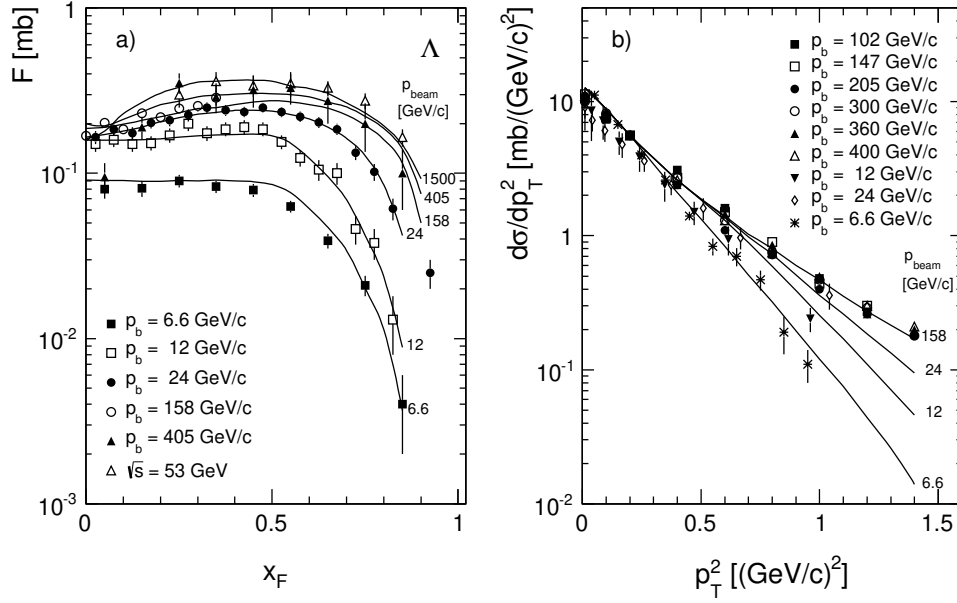 F [mb]
a)
Λ
p_beam
[GeV/c]
1
10^-1
10^-2
10^-3
1500
405
158
24
12
6.6
p_b = 6.6 GeV/c
p_b = 12 GeV/c
p_b = 24 GeV/c
p_b = 158 GeV/c
p_b = 405 GeV/c
√s = 53 GeV
0 0.5 1
x_F
dσ/dp_T^2 [mb/(GeV/c)^2]
b)
p_b = 102 GeV/c
p_b = 147 GeV/c
p_b = 205 GeV/c
p_b = 300 GeV/c
p_b = 360 GeV/c
p_b = 400 GeV/c
p_b = 12 GeV/c
p_b = 24 GeV/c
p_b = 6.6 GeV/c
p_beam
[GeV/c]
10
1
10^-1
10^-2
158
24
12
6.6
0 0.5 1 1.5
p_T^2 [(GeV/c)^2]